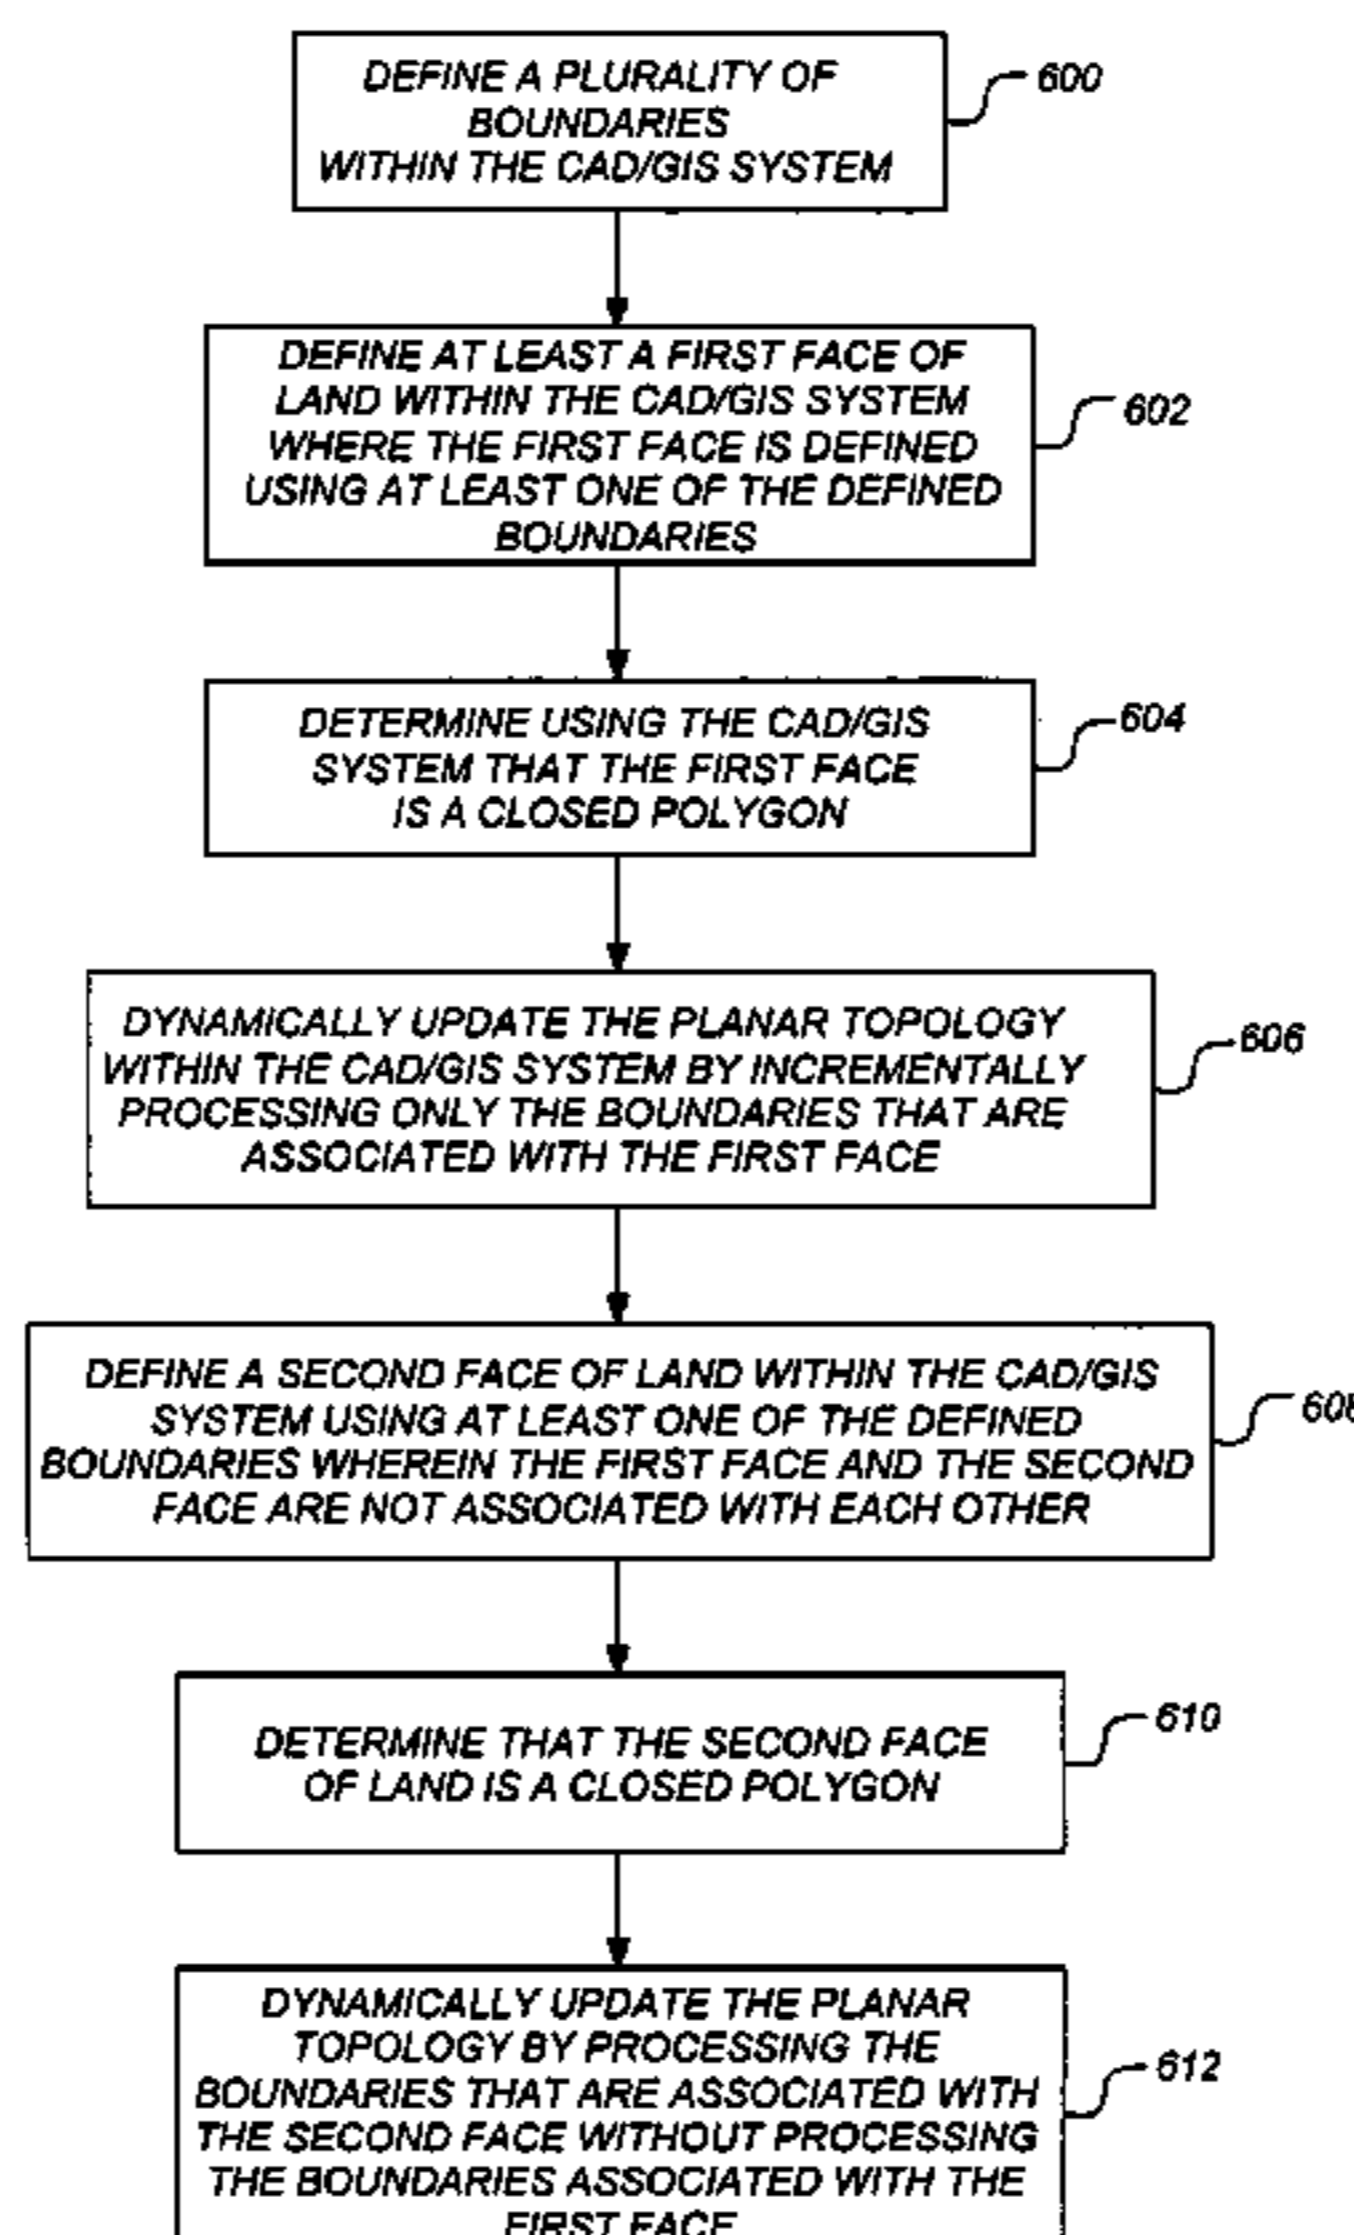 DEFINE A PLURALITY OF
BOUNDARIES
WITHIN THE CAD/GIS SYSTEM
600
DEFINE AT LEAST A FIRST FACE OF
LAND WITHIN THE CAD/GIS SYSTEM
WHERE THE FIRST FACE IS DEFINED
USING AT LEAST ONE OF THE DEFINED
BOUNDARIES
602
DETERMINE USING THE CAD/GIS
SYSTEM THAT THE FIRST FACE
IS A CLOSED POLYGON
604
DYNAMICALLY UPDATE THE PLANAR TOPOLOGY
WITHIN THE CAD/GIS SYSTEM BY INCREMENTALLY
PROCESSING ONLY THE BOUNDARIES THAT ARE
ASSOCIATED WITH THE FIRST FACE
606
DEFINE A SECOND FACE OF LAND WITHIN THE CAD/GIS
SYSTEM USING AT LEAST ONE OF THE DEFINED
BOUNDARIES WHEREIN THE FIRST FACE AND THE SECOND
FACE ARE NOT ASSOCIATED WITH EACH OTHER
608
DETERMINE THAT THE SECOND FACE
OF LAND IS A CLOSED POLYGON
610
DYNAMICALLY UPDATE THE PLANAR
TOPOLOGY BY PROCESSING THE
BOUNDARIES THAT ARE ASSOCIATED WITH
THE SECOND FACE WITHOUT PROCESSING
THE BOUNDARIES ASSOCIATED WITH THE
FIRST FACE
612